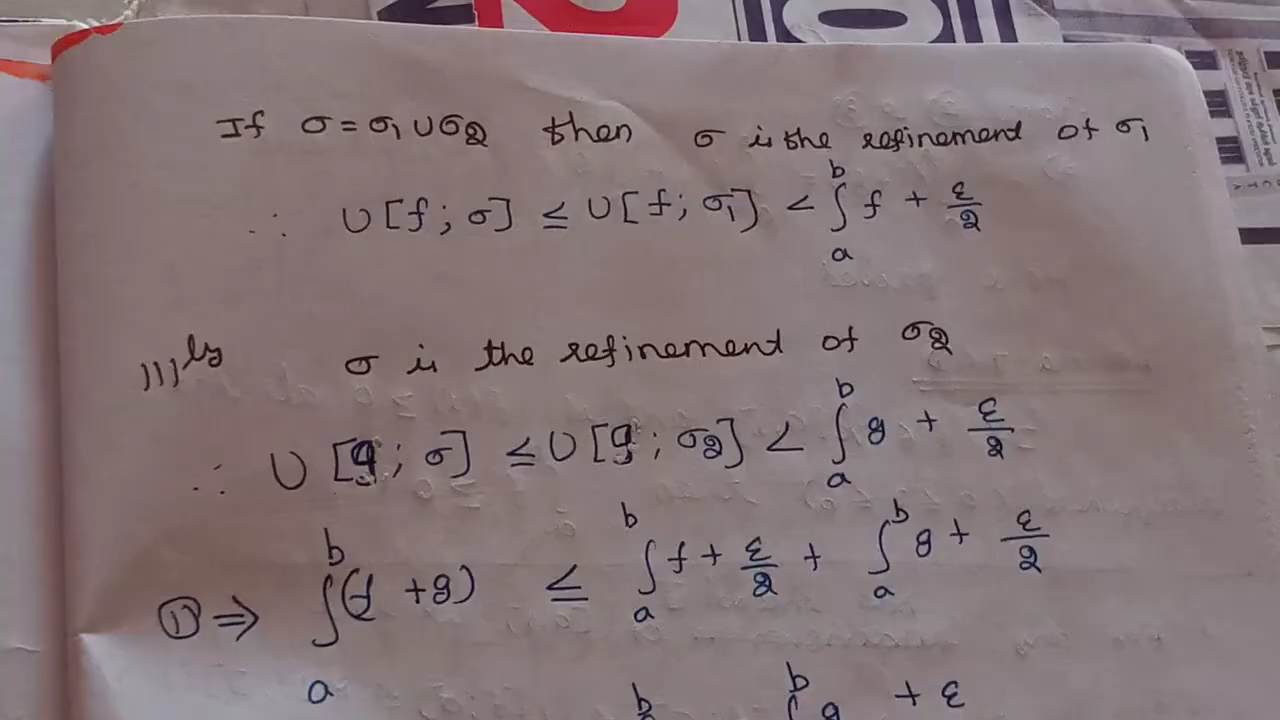 If σ = σ₁ ∪ σ₂ then σ is the refinement of σ₁
∴ U[f; σ] ≤ U[f; σ₁] < ∫ₐᵇ f + ε/2
|||ly σ is the refinement of σ₂
∴ U[g; σ] ≤ U[g; σ₂] < ∫ₐᵇ g + ε/2
① ⇒ ∫ₐᵇ (f + g) ≤ ∫ₐᵇ f + ε/2 + ∫ₐᵇ g + ε/2
b ∫ᵇ g + ε